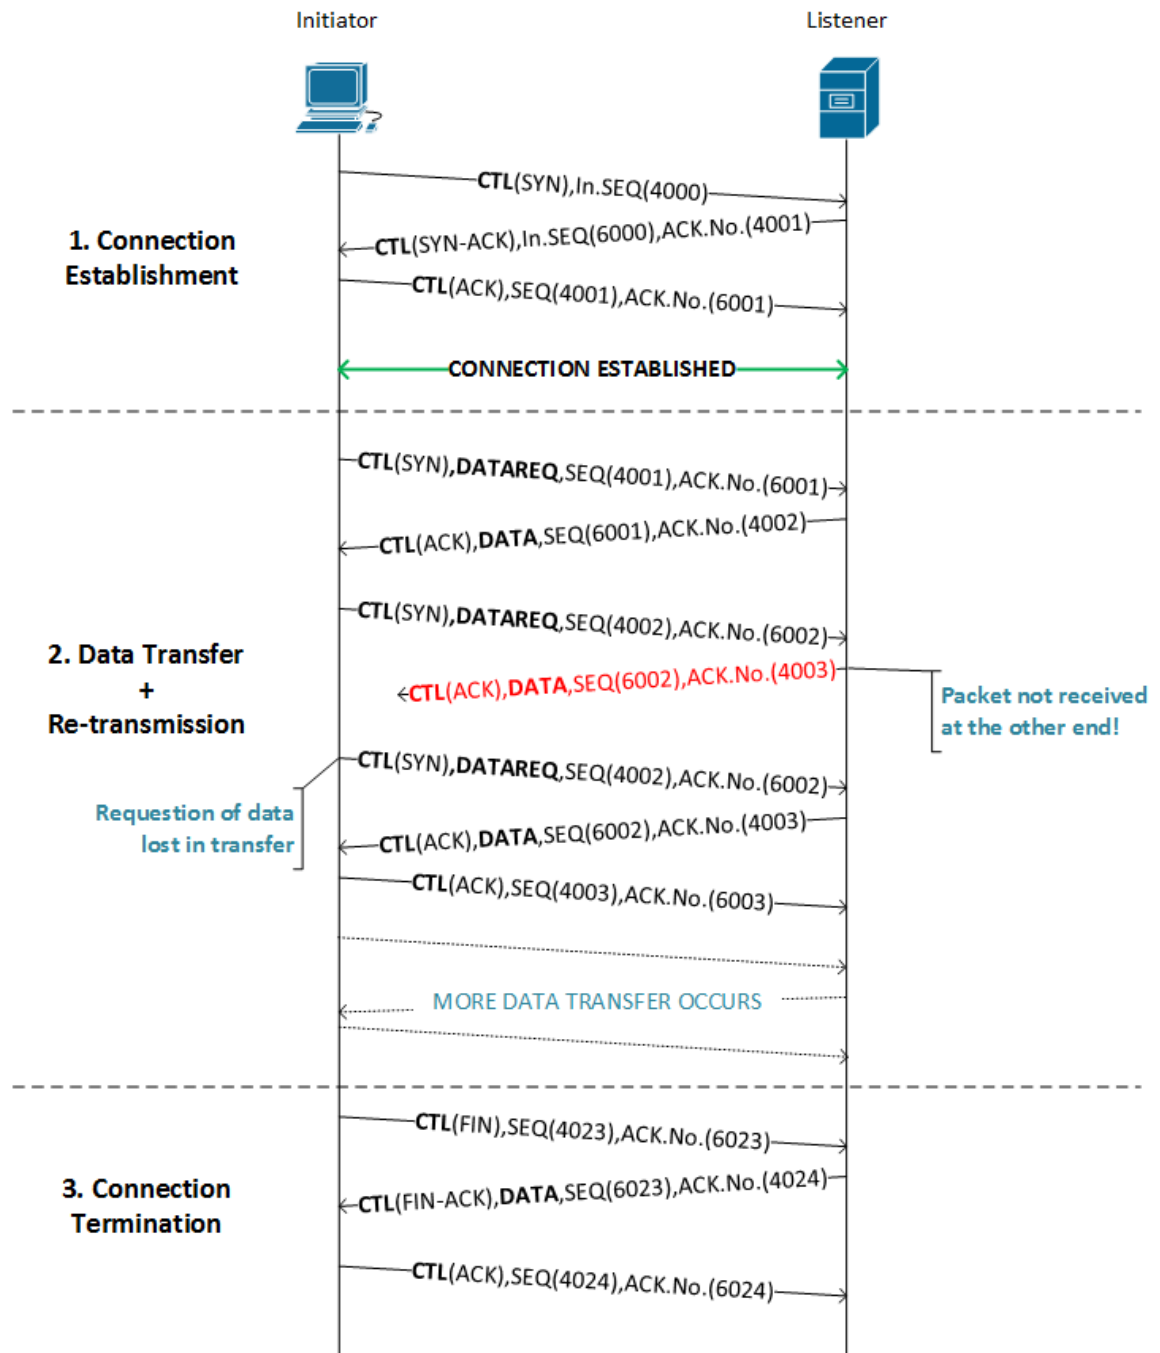 Initiator
Listener
CTL(SYN),In.SEQ(4000)
CTL(SYN-ACK),In.SEQ(6000),ACK.No.(4001)
1. Connection
Establishment
CTL(ACK),SEQ(4001),ACK.No.(6001)
CONNECTION ESTABLISHED
CTL(SYN),DATAREQ,SEQ(4001),ACK.No.(6001)
CTL(ACK),DATA,SEQ(6001),ACK.No.(4002)
CTL(SYN),DATAREQ,SEQ(4002),ACK.No.(6002)
2. Data Transfer
+
Re-transmission
CTL(ACK),DATA,SEQ(6002),ACK.No.(4003)
Packet not received
at the other end!
CTL(SYN),DATAREQ,SEQ(4002),ACK.No.(6002)
Requestion of data
lost in transfer
CTL(ACK),DATA,SEQ(6002),ACK.No.(4003)
CTL(ACK),SEQ(4003),ACK.No.(6003)
MORE DATA TRANSFER OCCURS
CTL(FIN),SEQ(4023),ACK.No.(6023)
3. Connection
Termination
CTL(FIN-ACK),DATA,SEQ(6023),ACK.No.(4024)
CTL(ACK),SEQ(4024),ACK.No.(6024)